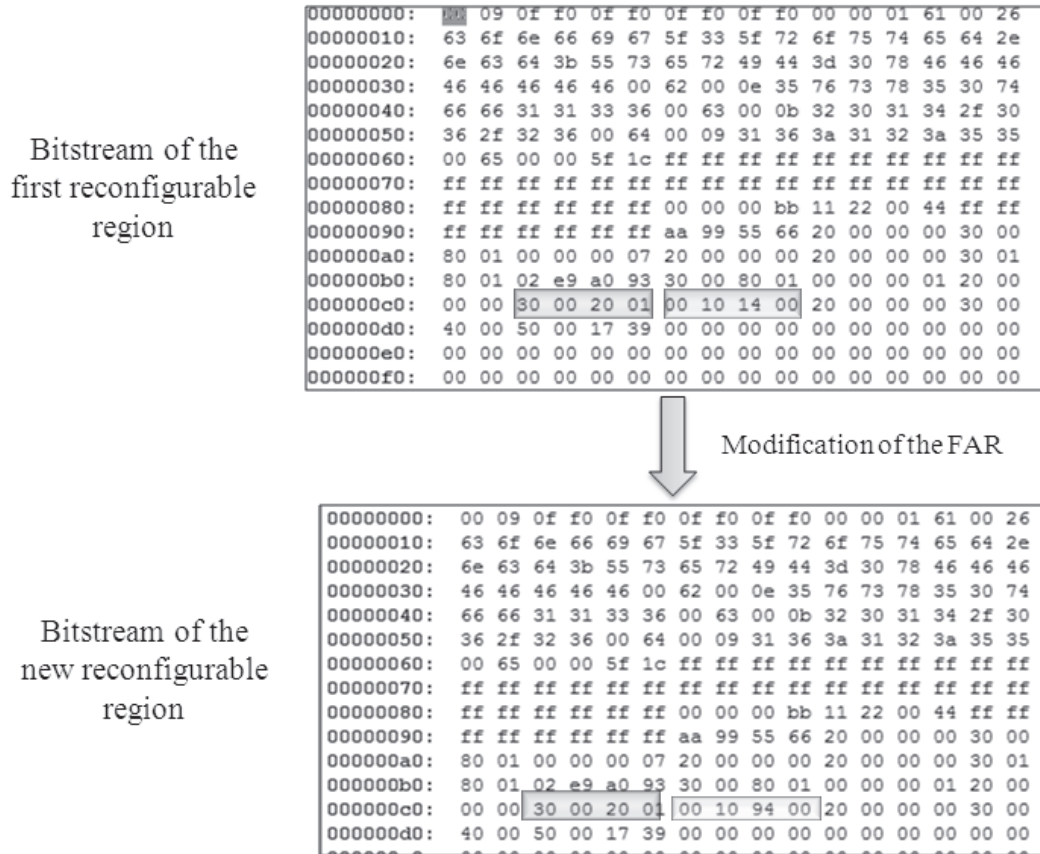 00000000: 00 09 0f f0 0f f0 0f f0 0f f0 00 00 01 61 00 26
00000010: 63 6f 6e 66 69 67 5f 33 5f 72 6f 75 74 65 64 2e
00000020: 6e 63 64 3b 55 73 65 72 49 44 3d 30 78 46 46 46
00000030: 46 46 46 46 46 00 62 00 0e 35 76 73 78 35 30 74
00000040: 66 66 31 31 33 36 00 63 00 0b 32 30 31 34 2f 30
00000050: 36 2f 32 36 00 64 00 09 31 36 3a 31 32 3a 35 35
00000060: 00 65 00 00 5f 1c ff ff ff ff ff ff ff ff ff ff
00000070: ff ff ff ff ff ff ff ff ff ff ff ff ff ff ff ff
00000080: ff ff ff ff ff ff 00 00 00 bb 11 22 00 44 ff ff
00000090: ff ff ff ff ff ff aa 99 55 66 20 00 00 00 30 00
000000a0: 80 01 00 00 00 07 20 00 00 00 20 00 00 00 30 01
000000b0: 80 01 02 e9 a0 93 30 00 80 01 00 00 00 01 20 00
000000c0: 00 00 30 00 20 01 00 10 14 00 20 00 00 00 30 00
000000d0: 40 00 50 00 17 39 00 00 00 00 00 00 00 00 00 00
000000e0: 00 00 00 00 00 00 00 00 00 00 00 00 00 00 00 00
000000f0: 00 00 00 00 00 00 00 00 00 00 00 00 00 00 00 00
Bitstream of the
first reconfigurable
region
Modification of the FAR
00000000: 00 09 0f f0 0f f0 0f f0 0f f0 00 00 01 61 00 26
00000010: 63 6f 6e 66 69 67 5f 33 5f 72 6f 75 74 65 64 2e
00000020: 6e 63 64 3b 55 73 65 72 49 44 3d 30 78 46 46 46
00000030: 46 46 46 46 46 00 62 00 0e 35 76 73 78 35 30 74
00000040: 66 66 31 31 33 36 00 63 00 0b 32 30 31 34 2f 30
00000050: 36 2f 32 36 00 64 00 09 31 36 3a 31 32 3a 35 35
00000060: 00 65 00 00 5f 1c ff ff ff ff ff ff ff ff ff ff
00000070: ff ff ff ff ff ff ff ff ff ff ff ff ff ff ff ff
00000080: ff ff ff ff ff ff 00 00 00 bb 11 22 00 44 ff ff
00000090: ff ff ff ff ff ff aa 99 55 66 20 00 00 00 30 00
000000a0: 80 01 00 00 00 07 20 00 00 00 20 00 00 00 30 01
000000b0: 80 01 02 e9 a0 93 30 00 80 01 00 00 00 01 20 00
000000c0: 00 00 30 00 20 01 00 10 94 00 20 00 00 00 30 00
000000d0: 40 00 50 00 17 39 00 00 00 00 00 00 00 00 00 00
Bitstream of the
new reconfigurable
region